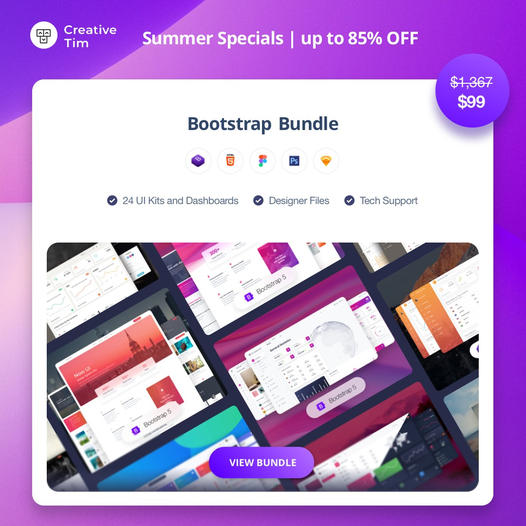 Creative
Tim
Summer Specials | up to 85% OFF
$1,367
$99
Bootstrap Bundle
24 UI Kits and Dashboards
Designer Files
Tech Support
Bootstrap 5
Bootstrap 5
Bootstrap 5
VIEW BUNDLE